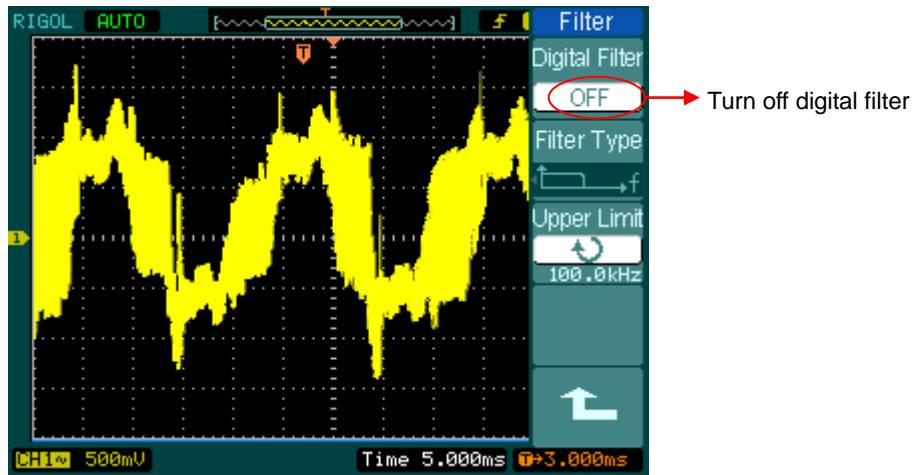 RIGOL AUTO T f Filter
T
Digital Filter
OFF
Turn off digital filter
Filter Type
f
Upper Limit
1
100.0kHz
CH1~ 500mV Time 5.000ms T→3.000ms